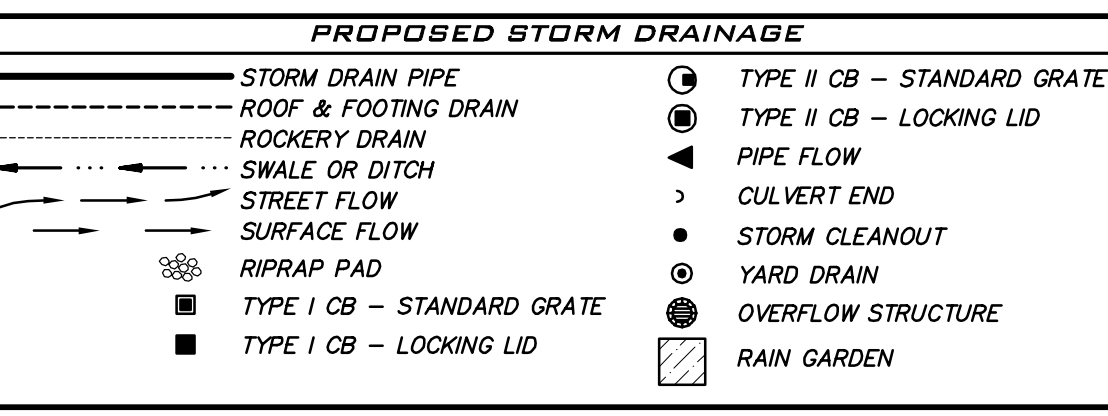 PROPOSED STORM DRAINAGE
STORM DRAIN PIPE
ROOF & FOOTING DRAIN
ROCKERY DRAIN
SWALE OR DITCH
STREET FLOW
SURFACE FLOW
RIPRAP PAD
TYPE I CB – STANDARD GRATE
TYPE I CB – LOCKING LID
TYPE II CB – STANDARD GRATE
TYPE II CB – LOCKING LID
PIPE FLOW
CULVERT END
STORM CLEANOUT
YARD DRAIN
OVERFLOW STRUCTURE
RAIN GARDEN